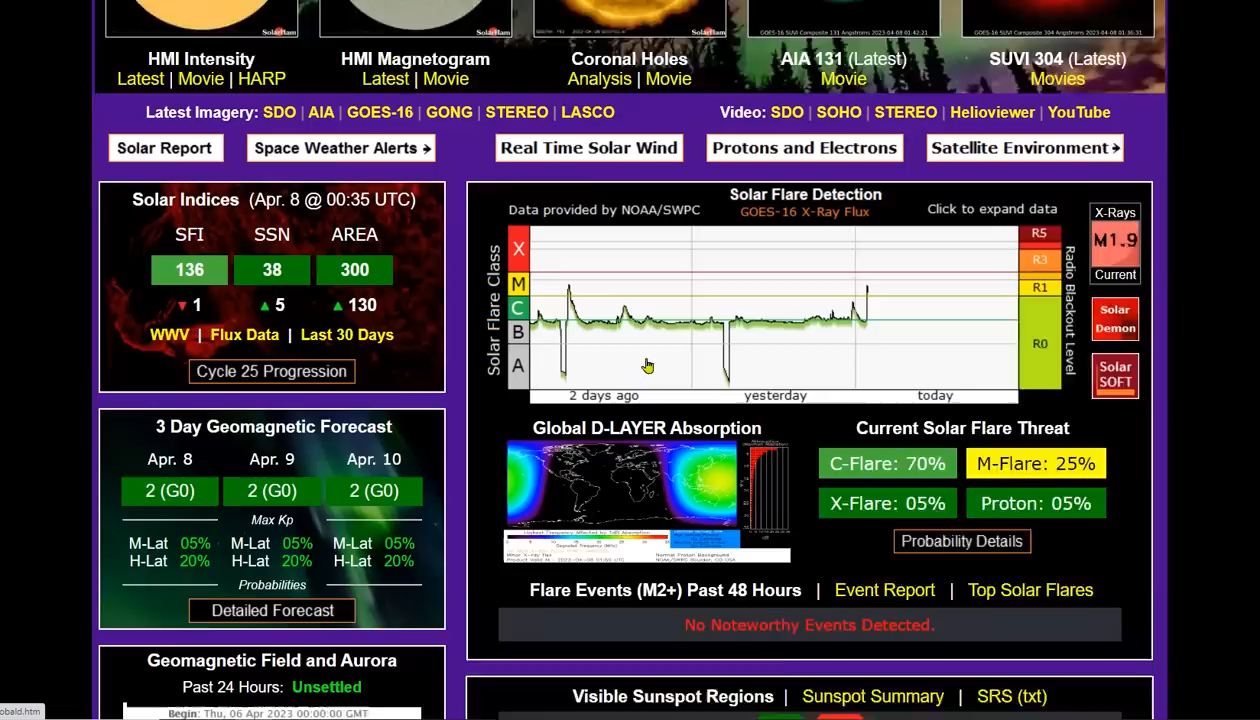 SolarHam
SolarHam
SolarHam
HMI Intensity
Latest | Movie | HARP
HMI Magnetogram
Latest | Movie
Coronal Holes
Analysis | Movie
AIA 131 (Latest)
Movie
SUVI 304 (Latest)
Movies
Latest Imagery: SDO | AIA | GOES-16 | GONG | STEREO | LASCO
Video: SDO | SOHO | STEREO | Helioviewer | YouTube
Solar Report
Space Weather Alerts
Real Time Solar Wind
Protons and Electrons
Satellite Environment
Solar Indices (Apr. 8 @ 00:35 UTC)
SFI SSN AREA
136 38 300
1 5 130
WWV | Flux Data | Last 30 Days
Cycle 25 Progression
Solar Flare Detection
Data provided by NOAA/SWPC
GOES-16 X-Ray Flux
Click to expand data
Solar Flare Class
X
M
C
B
A
2 days ago yesterday today
R5
R3
R1
R0
Radio Blackout Level
X-Rays
M1.9
Current
Solar
Demon
Solar
SOFT
3 Day Geomagnetic Forecast
Apr. 8 Apr. 9 Apr. 10
2 (G0) 2 (G0) 2 (G0)
Max Kp
M-Lat 05% M-Lat 05% M-Lat 05%
H-Lat 20% H-Lat 20% H-Lat 20%
Probabilities
Detailed Forecast
Global D-LAYER Absorption
Current Solar Flare Threat
C-Flare: 70% M-Flare: 25%
X-Flare: 05% Proton: 05%
Probability Details
Flare Events (M2+) Past 48 Hours | Event Report | Top Solar Flares
No Noteworthy Events Detected.
Geomagnetic Field and Aurora
Past 24 Hours: Unsettled
Begin: Thu, 06 Apr 2023 00:00:00 GMT
Visible Sunspot Regions | Sunspot Summary | SRS (txt)
obald.htm